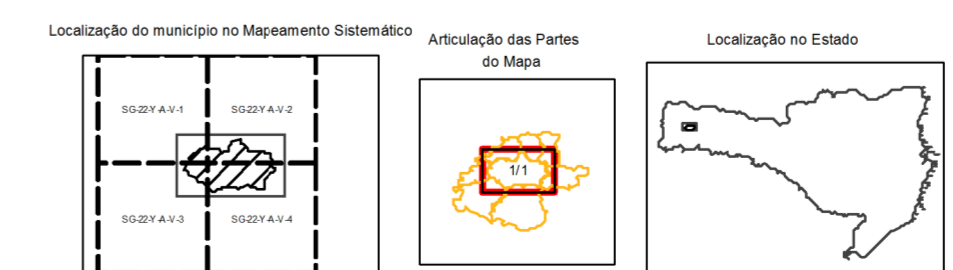 Localização do município no Mapeamento Sistemático
SG-22-Y-A-V-1
SG-22-Y-A-V-2
SG-22-Y-A-V-3
SG-22-Y-A-V-4
Articulação das Partes
do Mapa
1/1
Localização no Estado